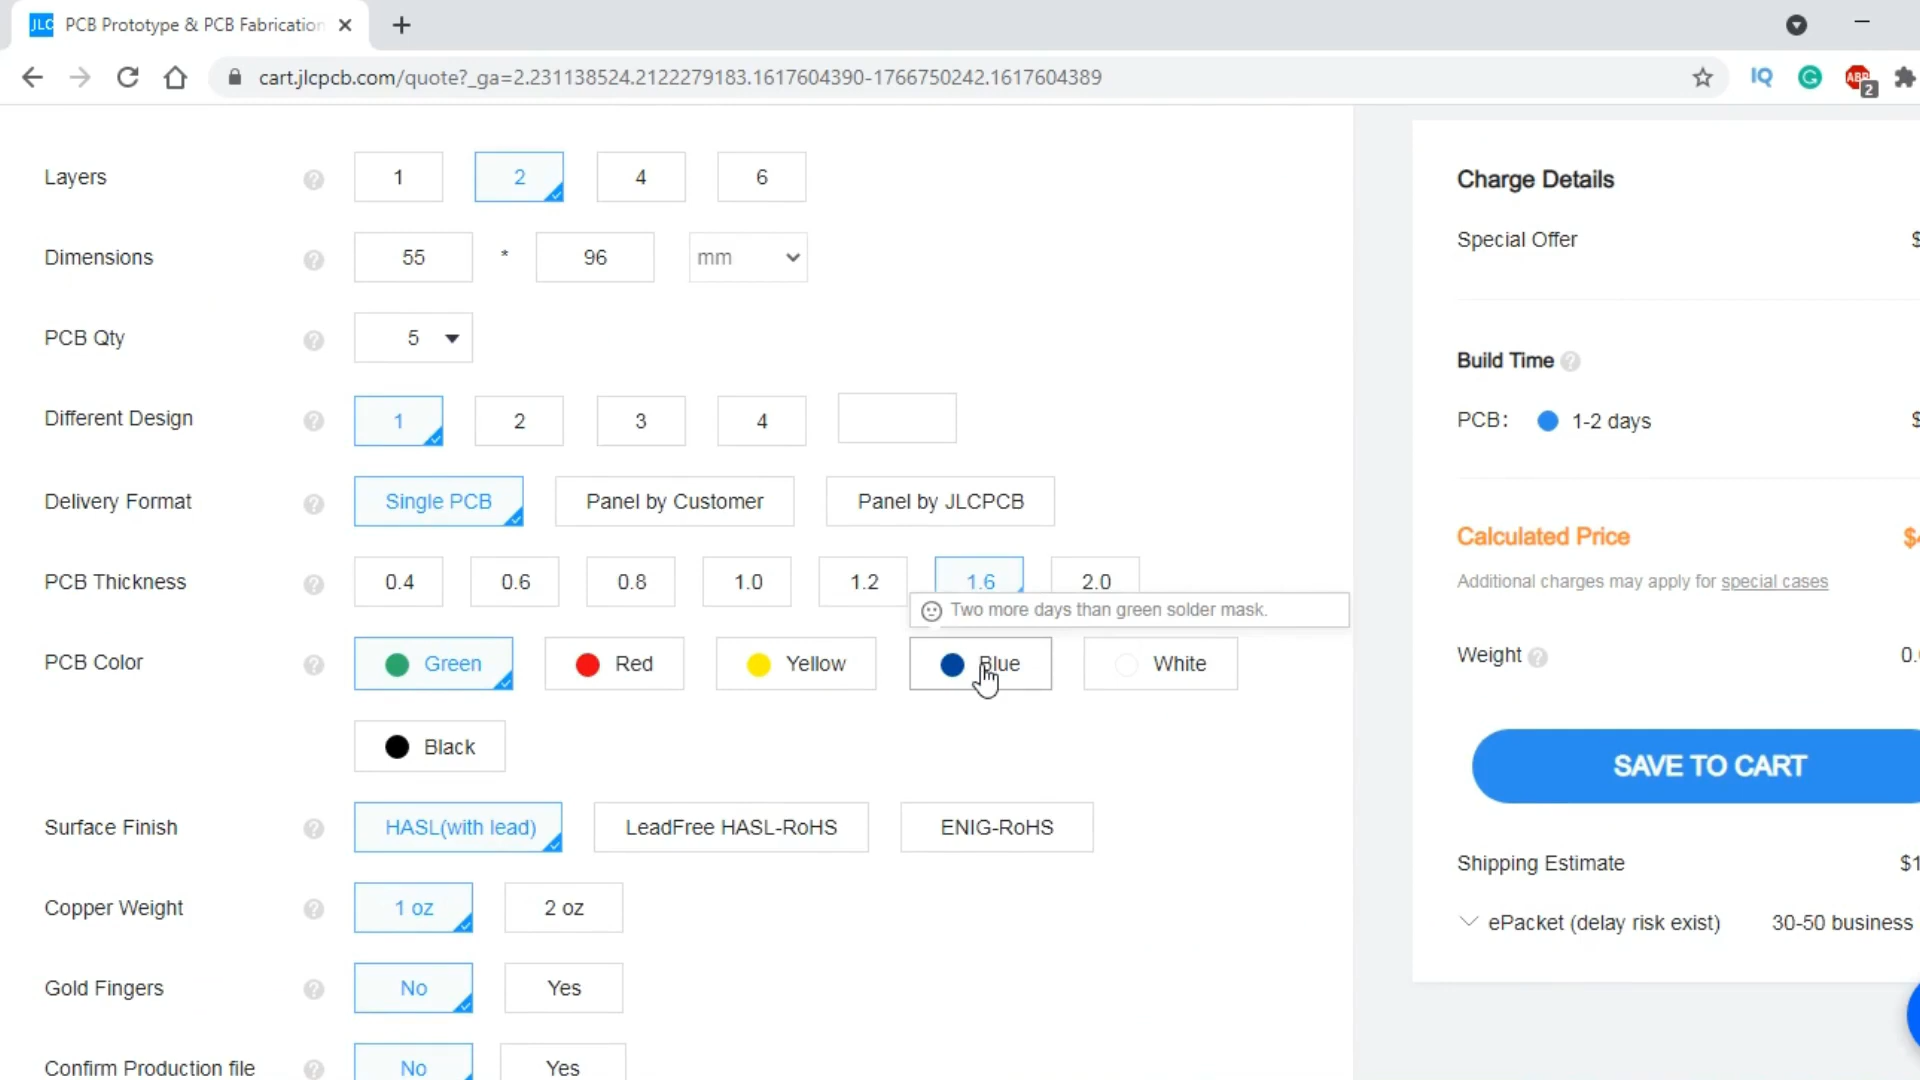 JLC PCB Prototype & PCB Fabrication
cart.jlcpcb.com/quote?_ga=2.231138524.2122279183.1617604390-1766750242.1617604389
IQ G ABP 2
Layers ? 1 2 4 6
Dimensions ? 55 * 96 mm
PCB Qty ? 5
Different Design ? 1 2 3 4
Delivery Format ? Single PCB Panel by Customer Panel by JLCPCB
PCB Thickness ? 0.4 0.6 0.8 1.0 1.2 1.6 2.0
Two more days than green solder mask.
PCB Color ? Green Red Yellow Blue White
Black
Surface Finish ? HASL(with lead) LeadFree HASL-RoHS ENIG-RoHS
Copper Weight ? 1 oz 2 oz
Gold Fingers ? No Yes
Confirm Production file ? No Yes
Charge Details
Special Offer $
Build Time ?
PCB: 1-2 days $
Calculated Price $
Additional charges may apply for special cases
Weight ? 0.
SAVE TO CART
Shipping Estimate $1
ePacket (delay risk exist) 30-50 business